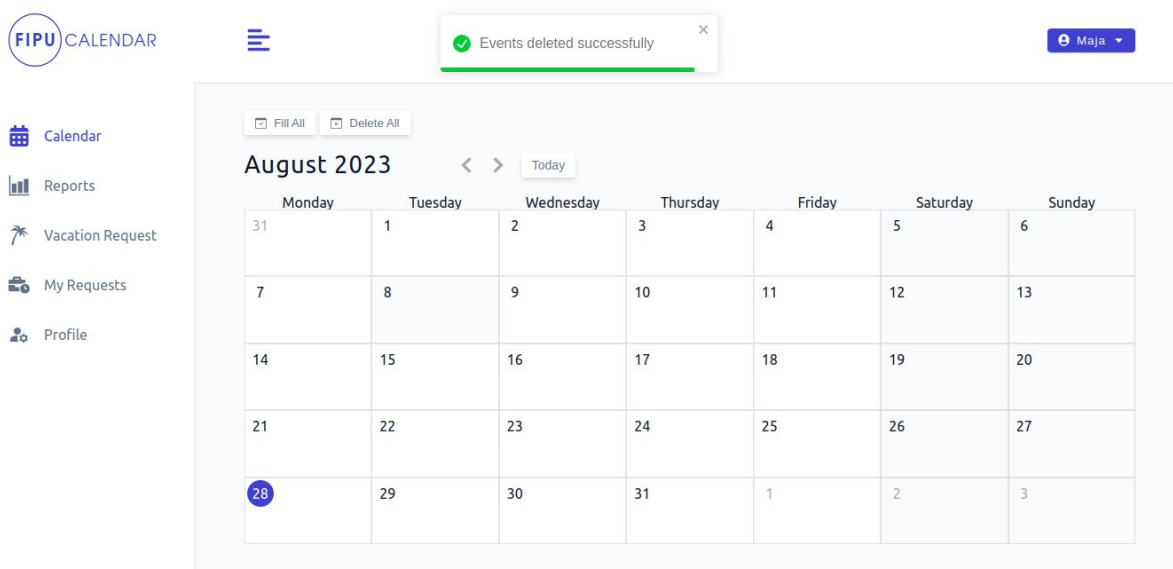 FIPU CALENDAR
Events deleted successfully
Maja
Calendar
Reports
Vacation Request
My Requests
Profile
Fill All Delete All
August 2023 Today
Monday Tuesday Wednesday Thursday Friday Saturday Sunday
31 1 2 3 4 5 6
7 8 9 10 11 12 13
14 15 16 17 18 19 20
21 22 23 24 25 26 27
28 29 30 31 1 2 3